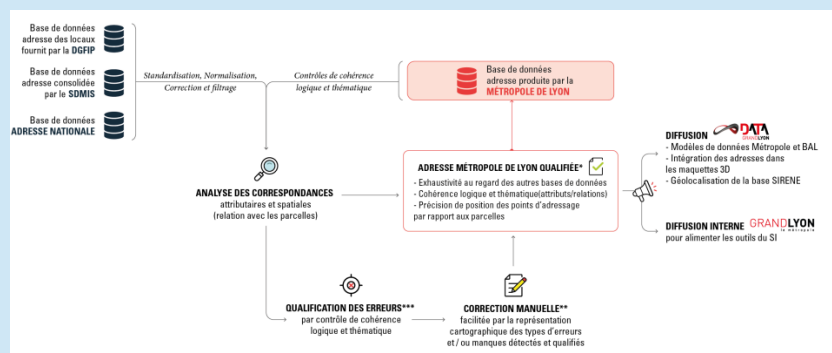 Base de données
adresse des locaux
fournit par la DGFIP
Base de données
adresse consolidée
par le SDMIS
Base de données
ADRESSE NATIONALE
Standardisation, Normalisation,
Correction et filtrage
Contrôles de cohérence
logique et thématique
Base de données
adresse produite par la
MÉTROPOLE DE LYON
ANALYSE DES CORRESPONDANCES
attributaires et spatiales
(relation avec les parcelles)
ADRESSE MÉTROPOLE DE LYON QUALIFIÉE*
- Exhaustivité au regard des autres bases de données
- Cohérence logique et thématique(attributs/relations)
- Précision de position des points d'adressage
par rapport aux parcelles
DIFFUSION DATA
GRANDLYON
- Modèles de données Métropole et BAL
- Intégration des adresses dans
les maquettes 3D
- Géolocalisation de la base SIRENE
DIFFUSION INTERNE GRANDLYON
la métropole
pour alimenter les outils du SI
QUALIFICATION DES ERREURS***
par contrôle de cohérence
logique et thématique
CORRECTION MANUELLE**
facilitée par la représentation
cartographique des types d'erreurs
et / ou manques détectés et qualifiés